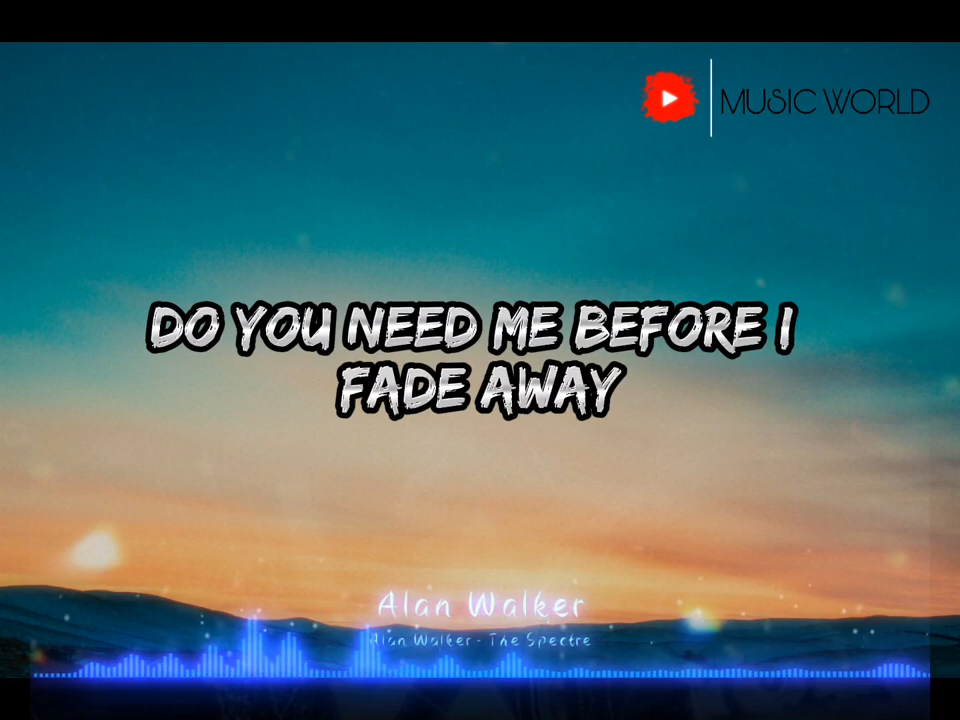 MUSIC WORLD
DO YOU NEED ME BEFORE I
FADE AWAY
Alan Walker
Alan Walker - The Spectre